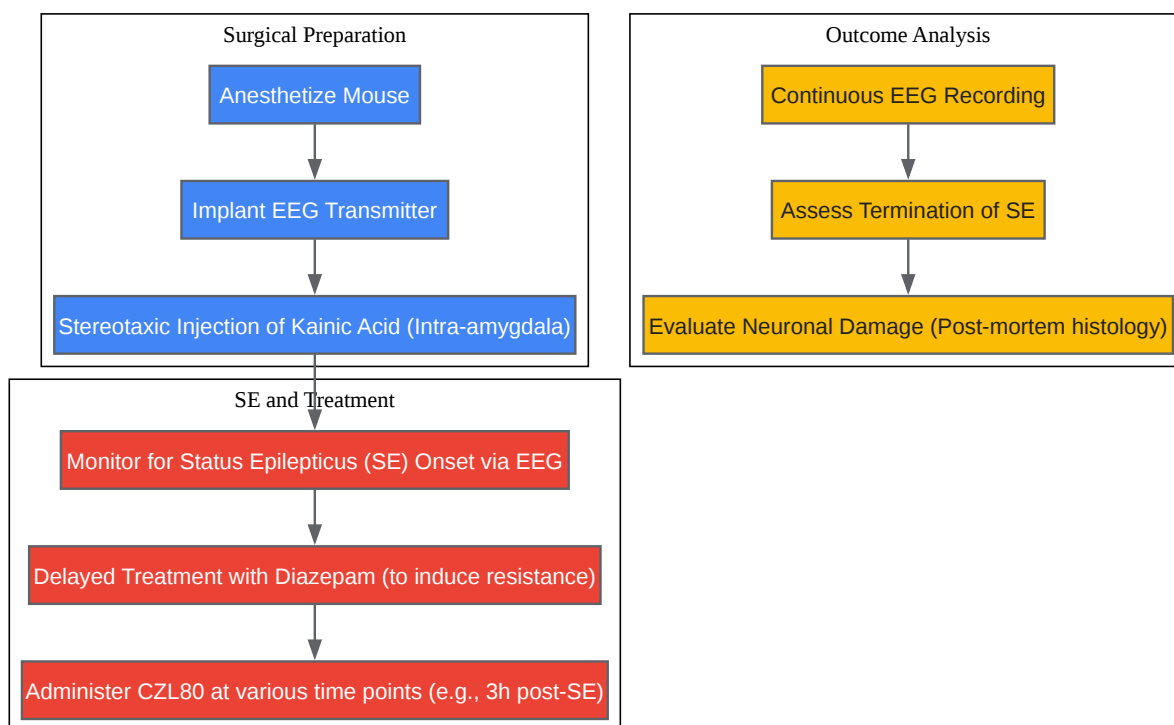 Surgical Preparation
Anesthetize Mouse
Implant EEG Transmitter
Stereotaxic Injection of Kainic Acid (Intra-amygdala)
SE and Treatment
Monitor for Status Epilepticus (SE) Onset via EEG
Delayed Treatment with Diazepam (to induce resistance)
Administer CZL80 at various time points (e.g., 3h post-SE)
Outcome Analysis
Continuous EEG Recording
Assess Termination of SE
Evaluate Neuronal Damage (Post-mortem histology)